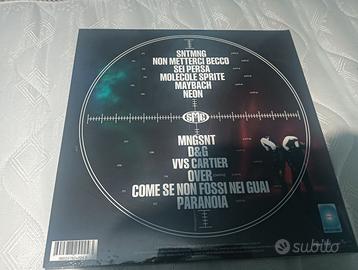 SNTMNG
NON METTERCI BECCO
SEI PERSA
MOLECOLE SPRITE
MAYBACH
NEON
MNGSNT
D&G
VVS CARTIER
OVER
COME SE NON FOSSI NEI GUAI
PARANOIA
subito